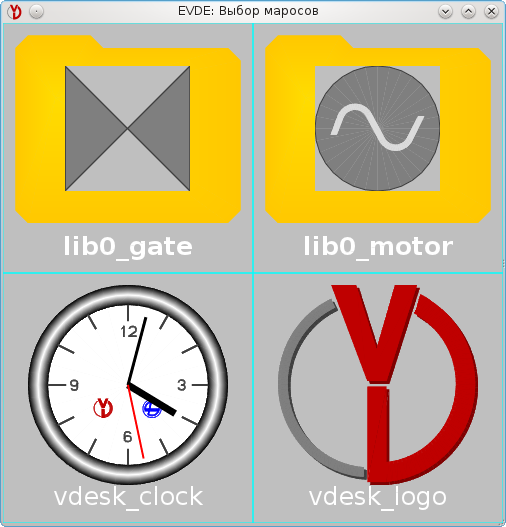 EVDE: Выбор маросов
lib0_gate
lib0_motor
12
9
3
6
vdesk_clock
vdesk_logo